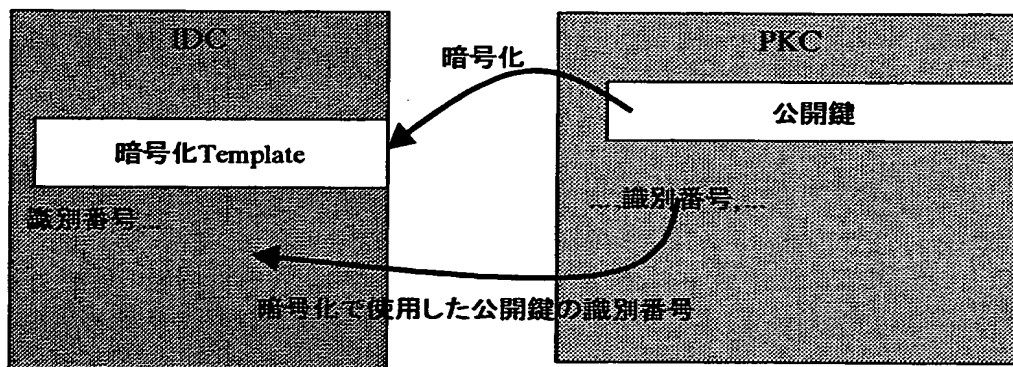 IDC
PKC
暗号化
公開鍵
暗号化Template
識別番号...
....識別番号,...
暗号化で使用した公開鍵の識別番号